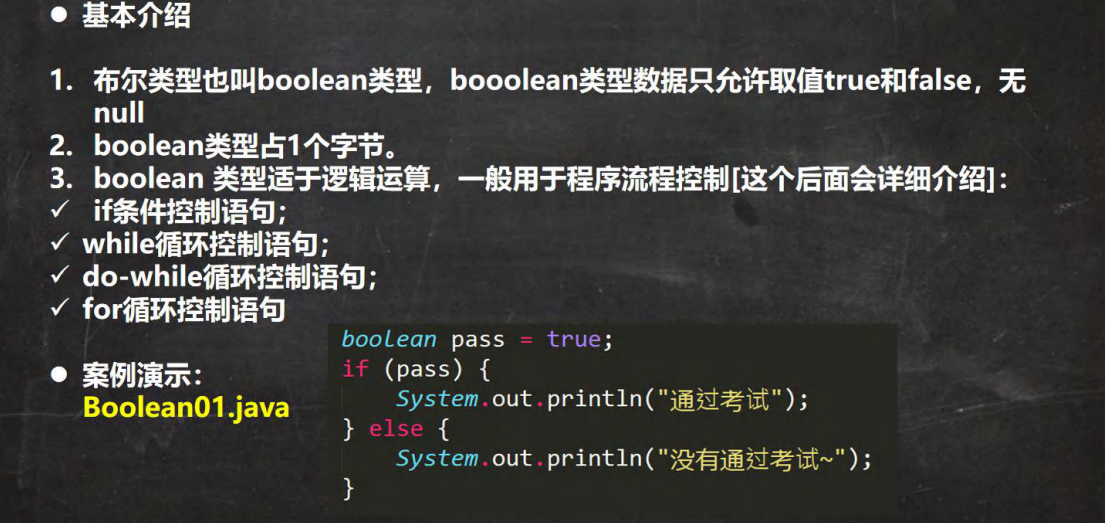 ● 基本介绍
1. 布尔类型也叫boolean类型，booolean类型数据只允许取值true和false，无
null
2. boolean类型占1个字节。
3. boolean 类型适于逻辑运算，一般用于程序流程控制[这个后面会详细介绍]：
✓ if条件控制语句；
✓ while循环控制语句；
✓ do-while循环控制语句；
✓ for循环控制语句
● 案例演示：
Boolean01.java
boolean pass = true;
if (pass) {
    System.out.println("通过考试");
} else {
    System.out.println("没有通过考试~");
}